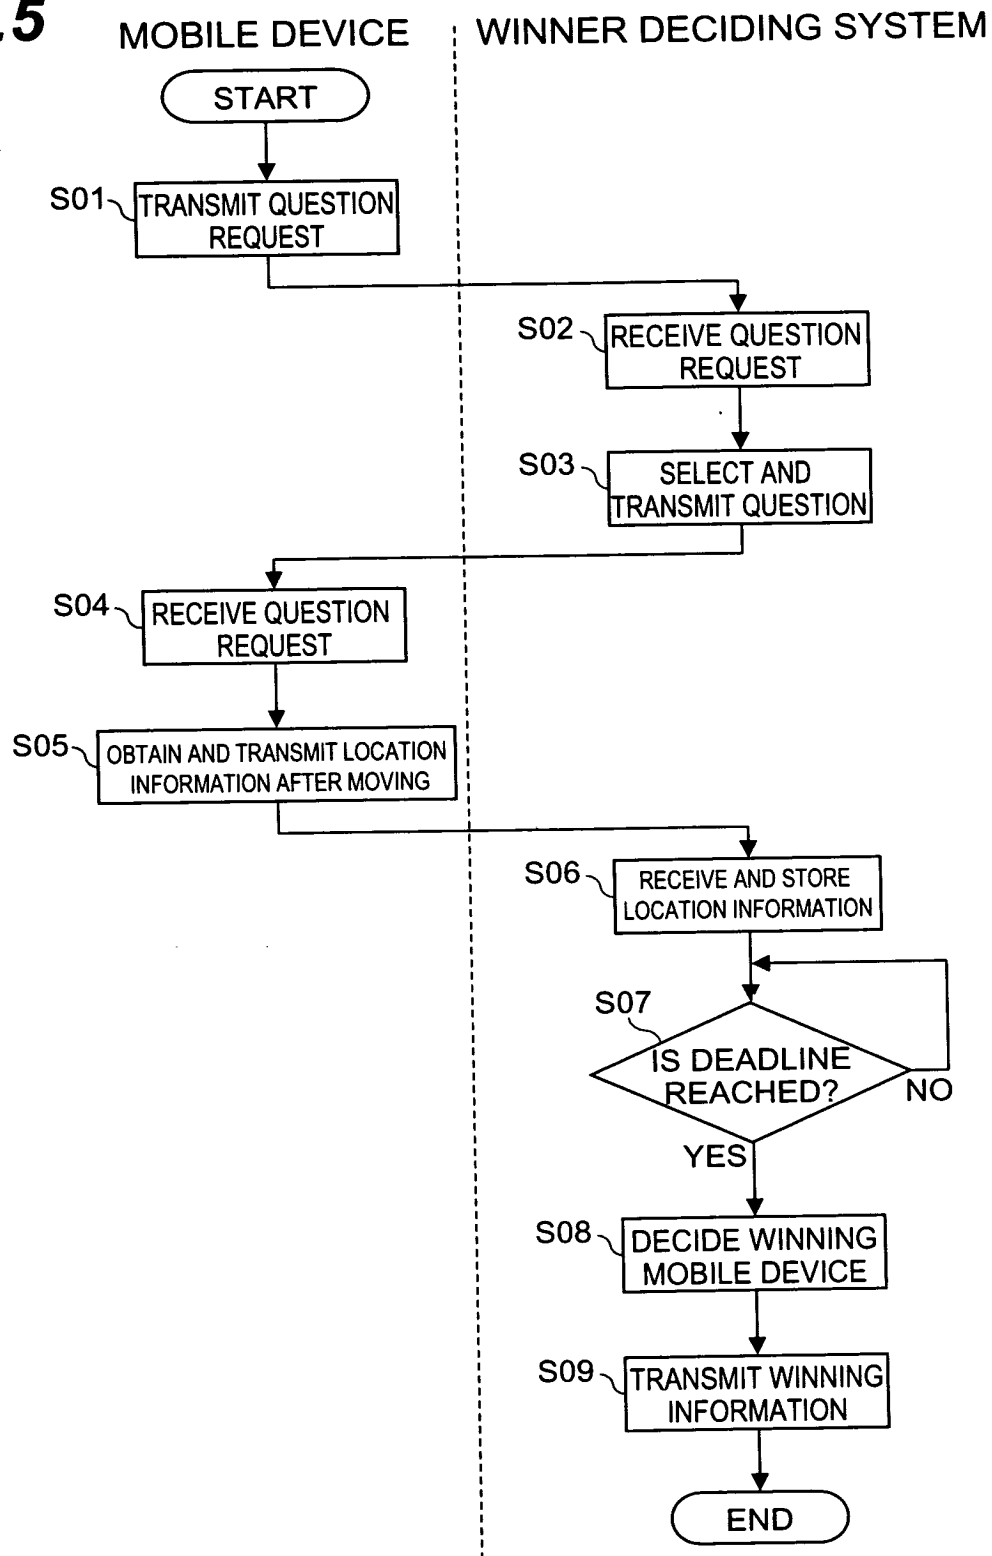 .5
MOBILE DEVICE
WINNER DECIDING SYSTEM
START
S01
TRANSMIT QUESTION
REQUEST
S02
RECEIVE QUESTION
REQUEST
S03
SELECT AND
TRANSMIT QUESTION
S04
RECEIVE QUESTION
REQUEST
S05
OBTAIN AND TRANSMIT LOCATION
INFORMATION AFTER MOVING
S06
RECEIVE AND STORE
LOCATION INFORMATION
S07
IS DEADLINE
REACHED?
NO
YES
S08
DECIDE WINNING
MOBILE DEVICE
S09
TRANSMIT WINNING
INFORMATION
END